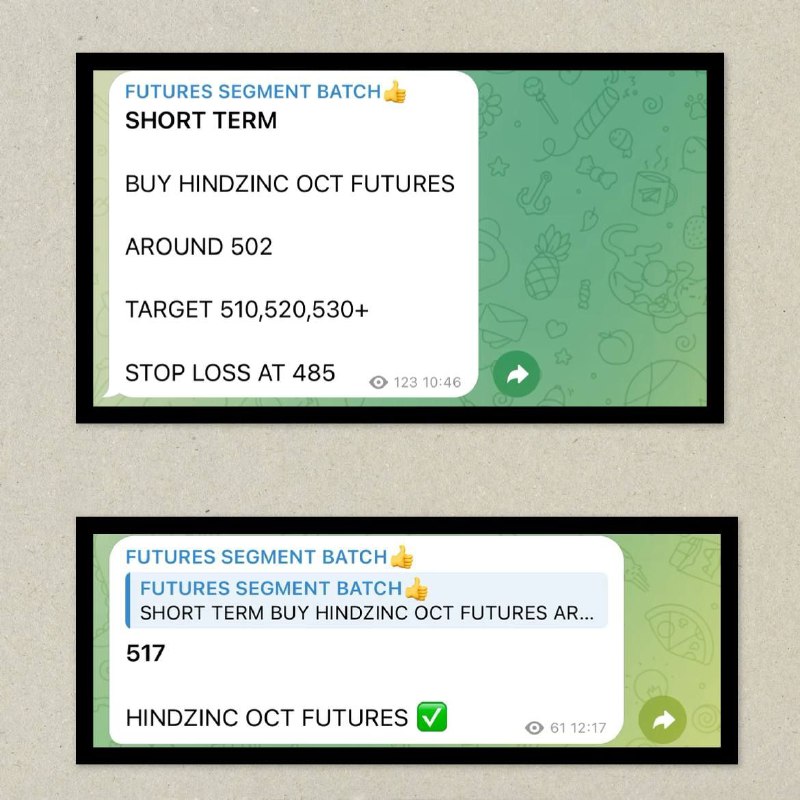 FUTURES SEGMENT BATCH👍
SHORT TERM
BUY HINDZINC OCT FUTURES
AROUND 502
TARGET 510,520,530+
STOP LOSS AT 485
123 10:46
FUTURES SEGMENT BATCH👍
FUTURES SEGMENT BATCH👍
SHORT TERM BUY HINDZINC OCT FUTURES AR...
517
HINDZINC OCT FUTURES ✅
61 12:17